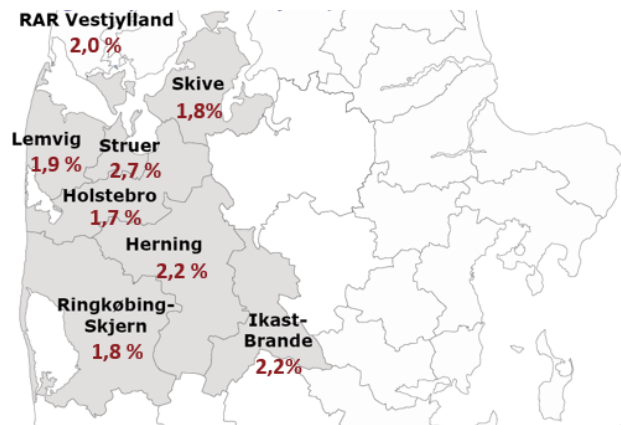 RAR Vestjylland
2,0 %
Skive
1,8%
Lemvig
1,9 %
Struer
2,7 %
Holstebro
1,7 %
Herning
2,2 %
Ringkøbing-
Skjern
1,8 %
Ikast-
Brande
2,2%